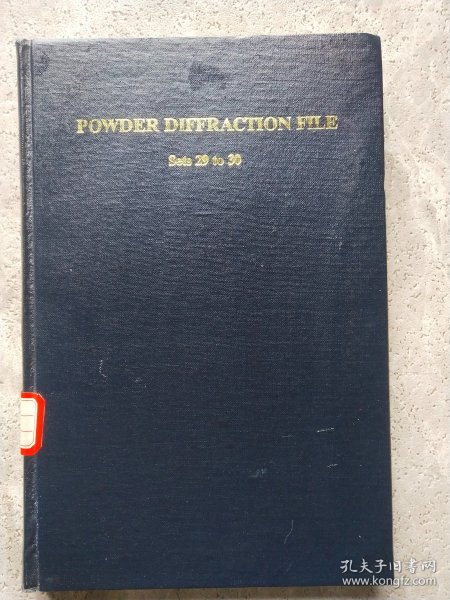 POWDER DIFFRACTION FILE
Sets 29 to 30
孔夫子旧书网
www.kongfz.com